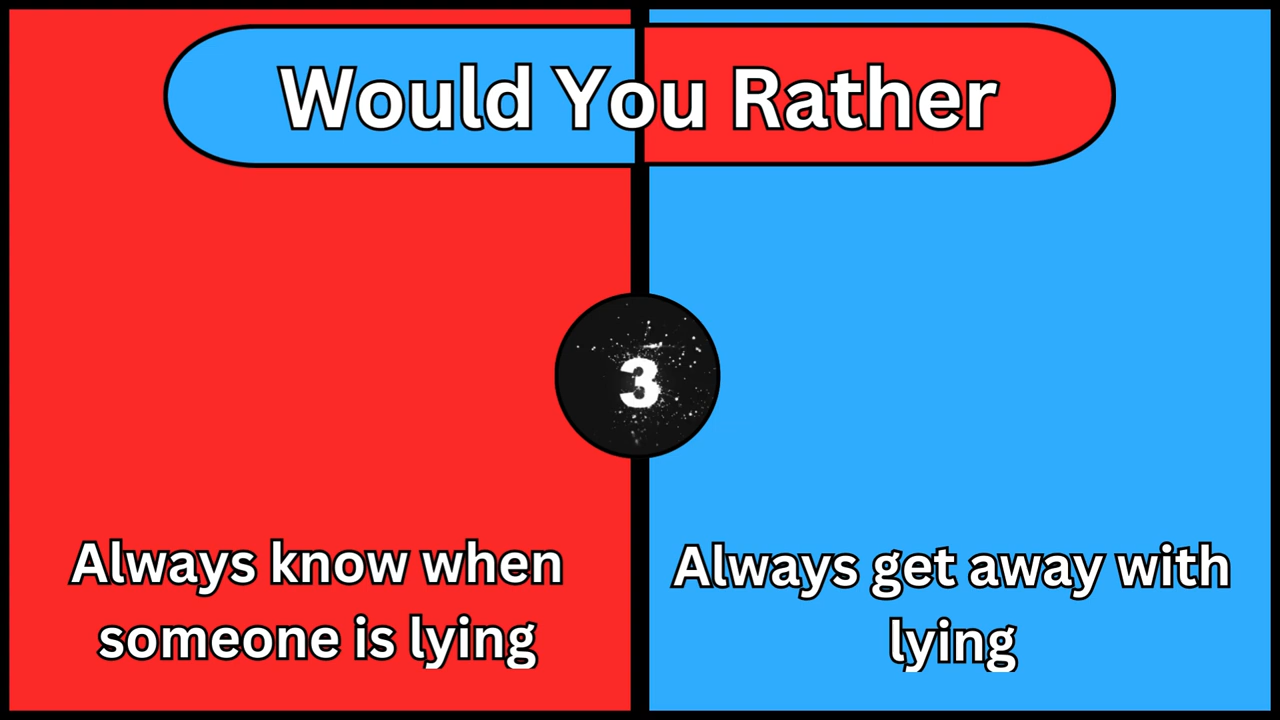 Would You Rather
3
Always know when
someone is lying
Always get away with
lying